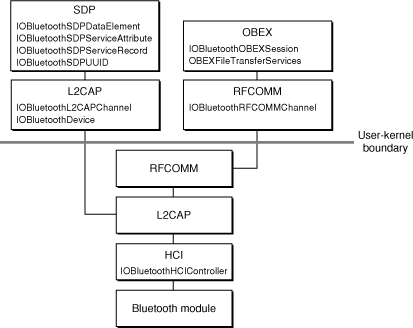 SDP
IOBluetoothSDPDataElement
IOBluetoothSDPServiceAttribute
IOBluetoothSDPServiceRecord
IOBluetoothSDPUUID
OBEX
IOBluetoothOBEXSession
OBEXFileTransferServices
L2CAP
IOBluetoothL2CAPChannel
IOBluetoothDevice
RFCOMM
IOBluetoothRFCOMMChannel
User-kernel
boundary
RFCOMM
L2CAP
HCI
IOBluetoothHCIController
Bluetooth module